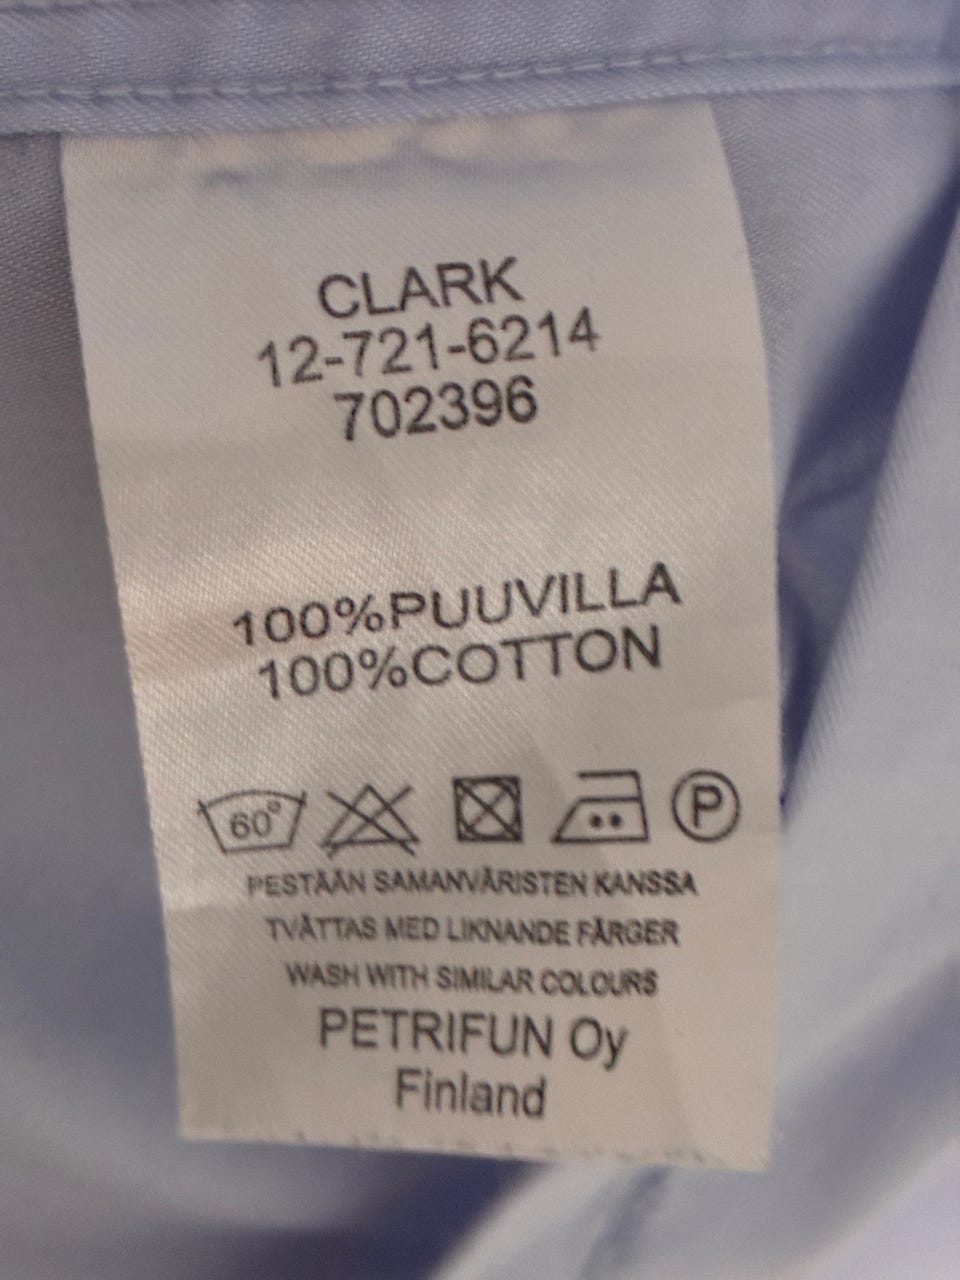 CLARK
12-721-6214
702396
100%PUUVILLA
100%COTTON
60° P
PESTÄÄN SAMANVÄRISTEN KANSSA
TVÄTTAS MED LIKNANDE FÄRGER
WASH WITH SIMILAR COLOURS
PETRIFUN Oy
Finland